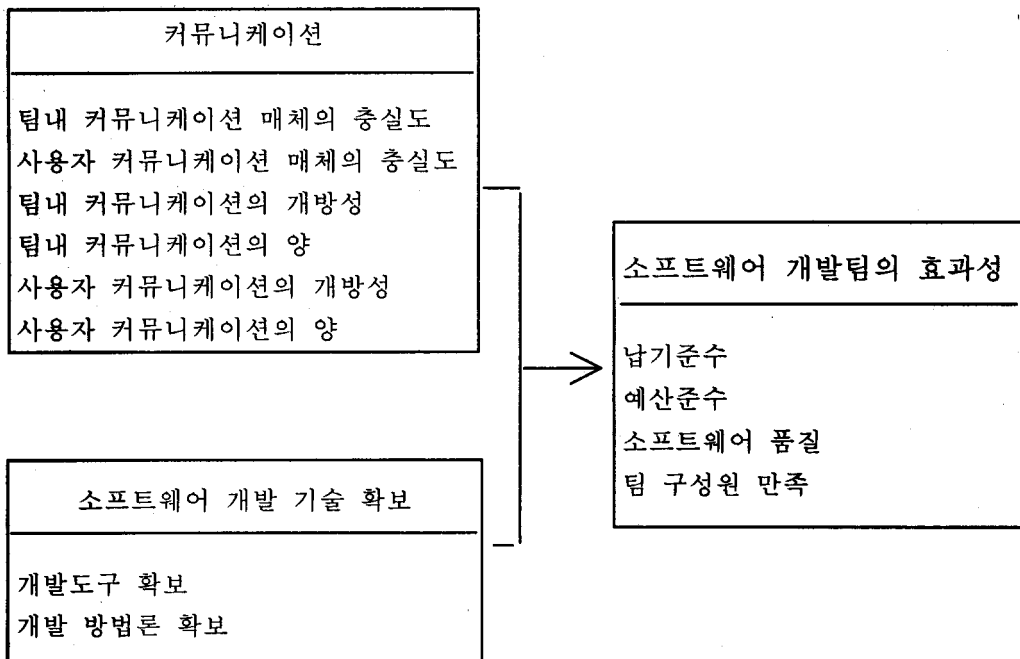 커뮤니케이션
팀내 커뮤니케이션 매체의 충실도
사용자 커뮤니케이션 매체의 충실도
팀내 커뮤니케이션의 개방성
팀내 커뮤니케이션의 양
사용자 커뮤니케이션의 개방성
사용자 커뮤니케이션의 양
소프트웨어 개발 기술 확보
개발도구 확보
개발 방법론 확보
소프트웨어 개발팀의 효과성
납기준수
예산준수
소프트웨어 품질
팀 구성원 만족